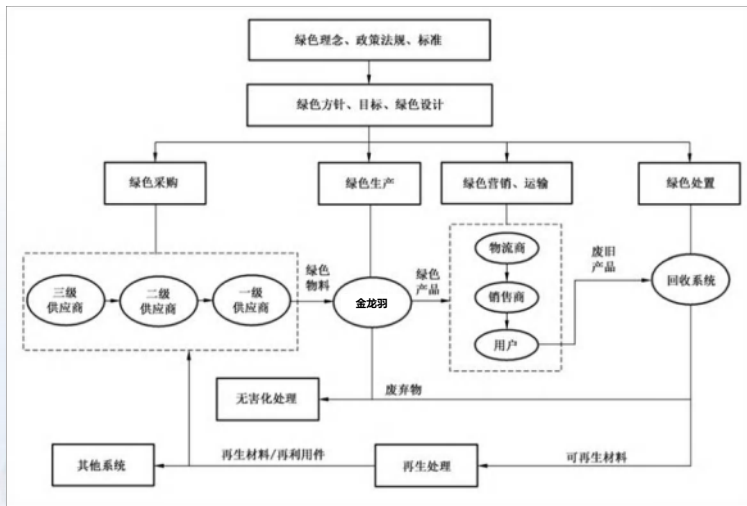 绿色理念、政策法规、标准
绿色方针、目标、绿色设计
绿色采购
绿色生产
绿色营销、运输
绿色处置
三级
供应商
二级
供应商
一级
供应商
绿色
物料
金龙羽
绿色
产品
物流商
销售商
用户
废旧
产品
回收系统
无害化处理
废弃物
其他系统
再生材料/再利用件
再生处理
可再生材料